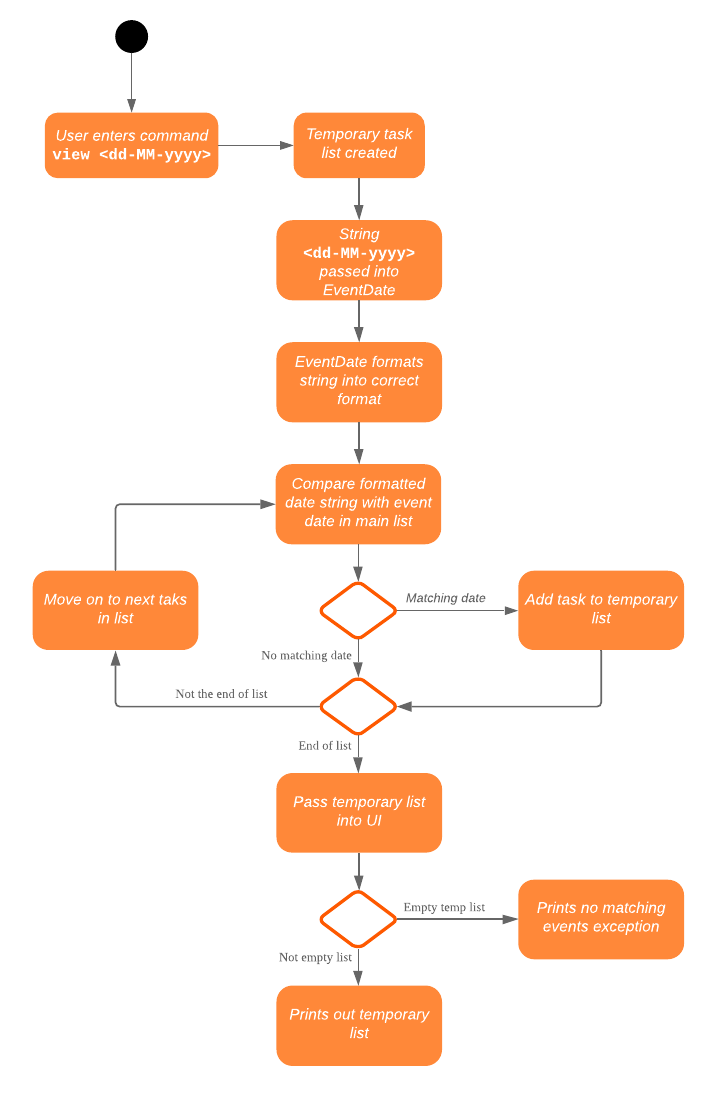 User enters command
view <dd-MM-yyyy>
Temporary task
list created
String
<dd-MM-yyyy>
passed into
EventDate
EventDate formats
string into correct
format
Compare formatted
date string with event
date in main list
Move on to next taks
in list
Matching date
Add task to temporary
list
No matching date
Not the end of list
End of list
Pass temporary list
into UI
Empty temp list
Prints no matching
events exception
Not empty list
Prints out temporary
list